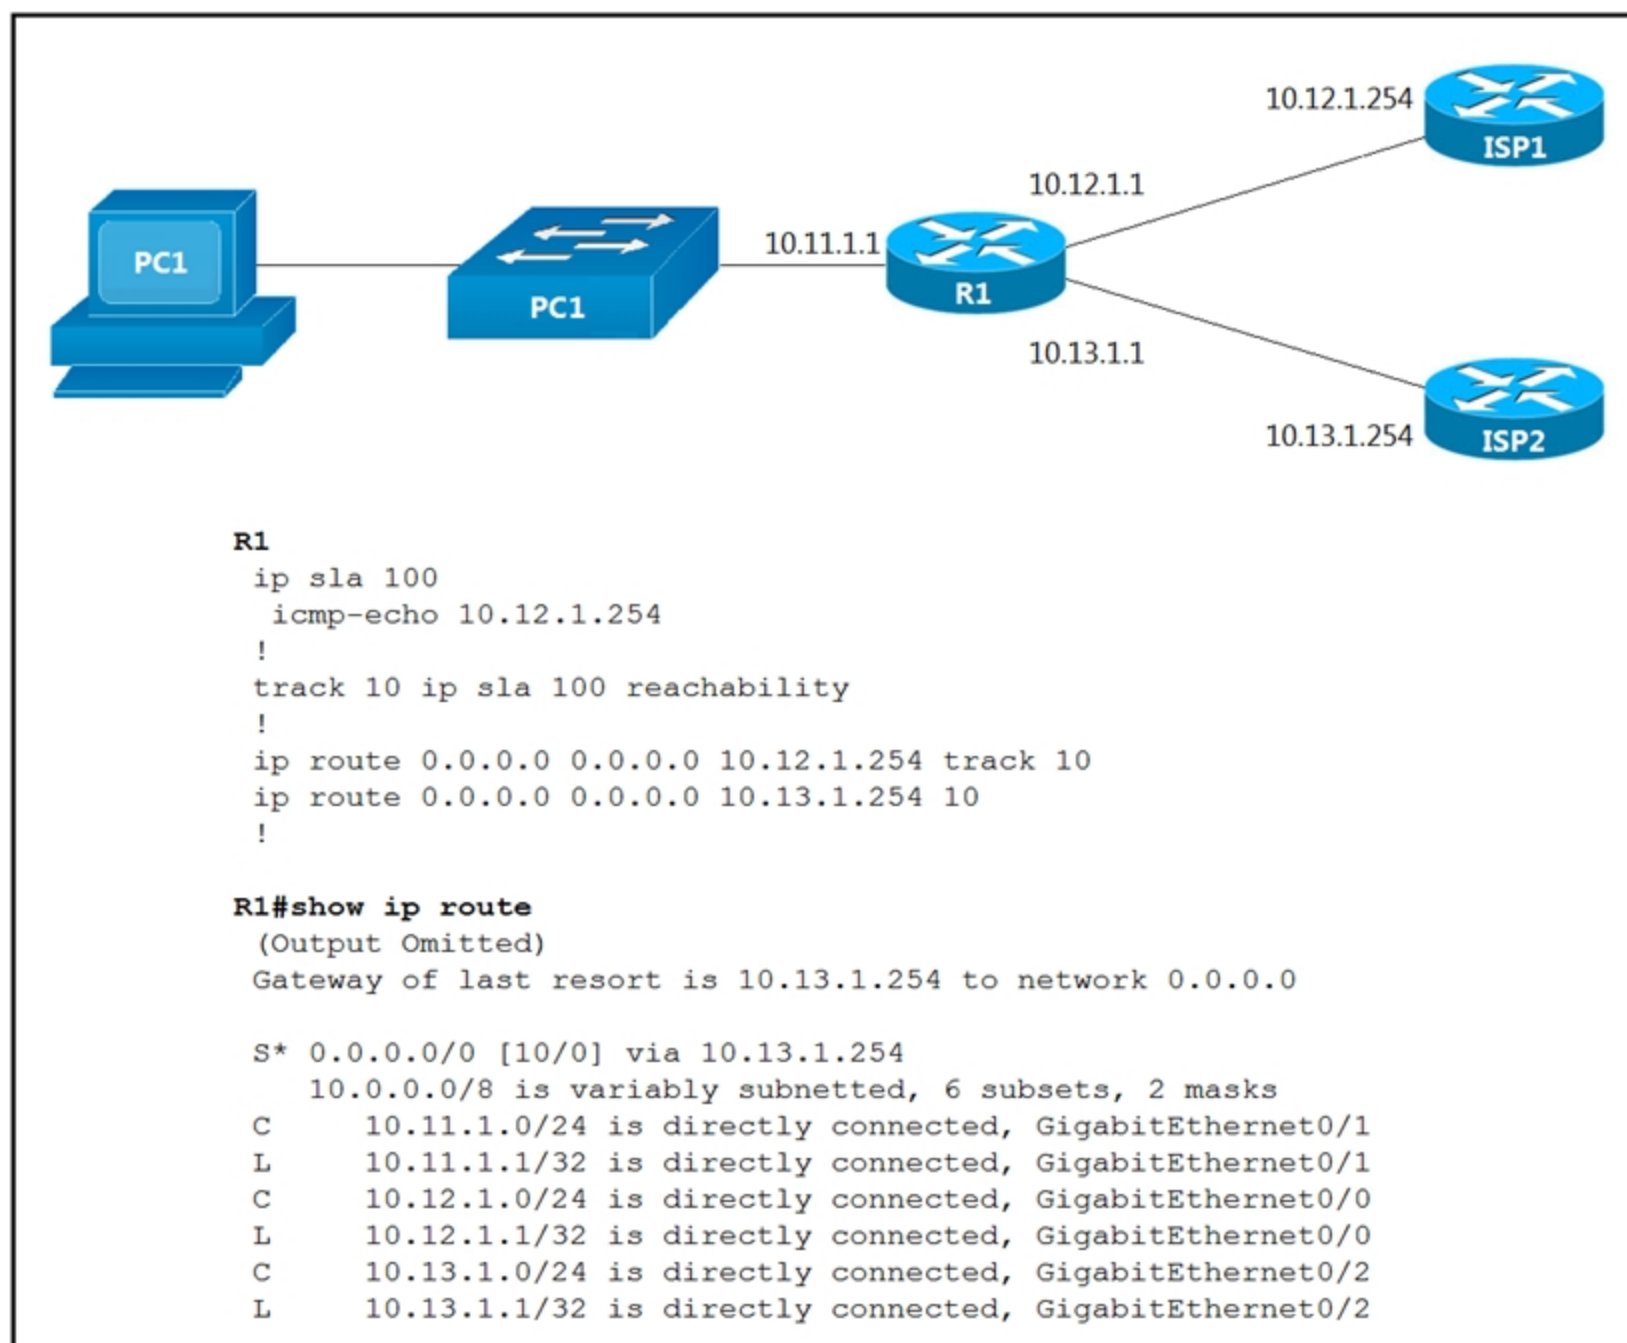 10.12.1.254
ISP1
10.12.1.1
PC1
PC1
10.11.1.1
R1
10.13.1.1
10.13.1.254
ISP2
R1
ip sla 100
icmp-echo 10.12.1.254
!
track 10 ip sla 100 reachability
!
ip route 0.0.0.0 0.0.0.0 10.12.1.254 track 10
ip route 0.0.0.0 0.0.0.0 10.13.1.254 10
!
R1#show ip route
(Output Omitted)
Gateway of last resort is 10.13.1.254 to network 0.0.0.0
S* 0.0.0.0/0 [10/0] via 10.13.1.254
10.0.0.0/8 is variably subnetted, 6 subsets, 2 masks
C 10.11.1.0/24 is directly connected, GigabitEthernet0/1
L 10.11.1.1/32 is directly connected, GigabitEthernet0/1
C 10.12.1.0/24 is directly connected, GigabitEthernet0/0
L 10.12.1.1/32 is directly connected, GigabitEthernet0/0
C 10.13.1.0/24 is directly connected, GigabitEthernet0/2
L 10.13.1.1/32 is directly connected, GigabitEthernet0/2